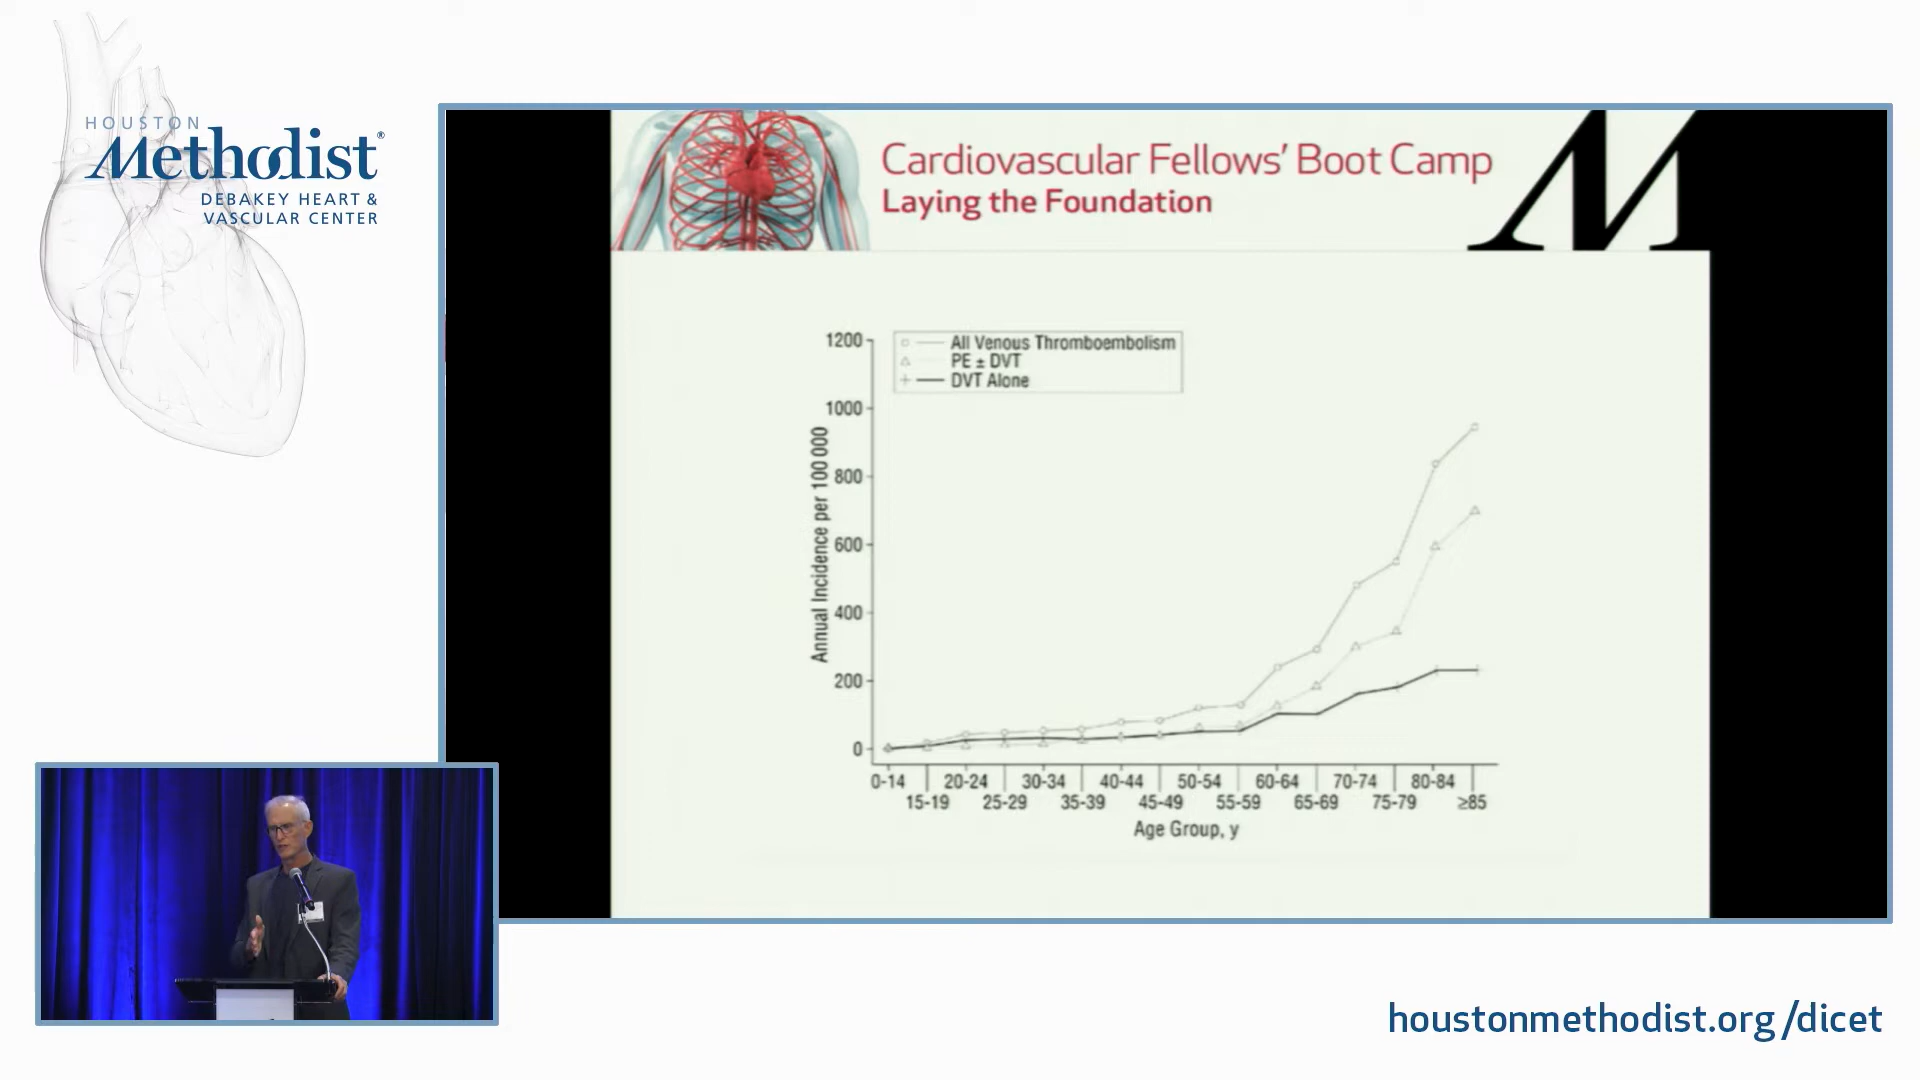 HOUSTON
Methodist®
DEBAKEY HEART &
VASCULAR CENTER
Cardiovascular Fellows' Boot Camp
Laying the Foundation
M
All Venous Thromboembolism
PE ± DVT
DVT Alone
1200
1000
800
600
400
200
0
Annual Incidence per 100 000
0-14 20-24 30-34 40-44 50-54 60-64 70-74 80-84
15-19 25-29 35-39 45-49 55-59 65-69 75-79 ≥85
Age Group, y
houstonmethodist.org/dicet